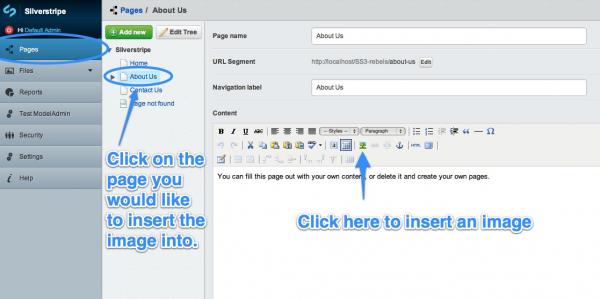 Silverstripe
Hi Default Admin
Pages
Files
Reports
Test ModelAdmin
Security
Settings
Help
Pages / About Us
Add new
Edit Tree
Silverstripe
Home
About Us
Contact Us
Page not found
Click on the
page you
would like
to insert the
image into.
Page name
About Us
URL Segment
http://localhost/SS3-rebels/about-us
Edit
Navigation label
About Us
Content
B I U ABC
-- Styles --
Paragraph
HTML
You can fill this page out with your own content, or delete it and create your own pages.
Click here to insert an image